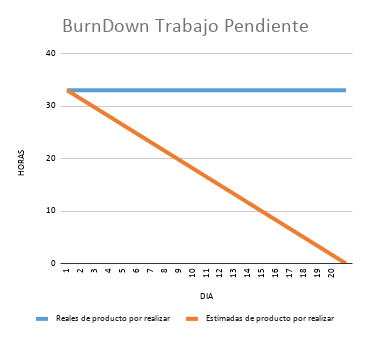 BurnDown Trabajo Pendiente
40
30
20
10
0
HORAS
1 2 3 4 5 6 7 8 9 10 11 12 13 14 15 16 17 18 19 20
DIA
Reales de producto por realizar Estimadas de producto por realizar